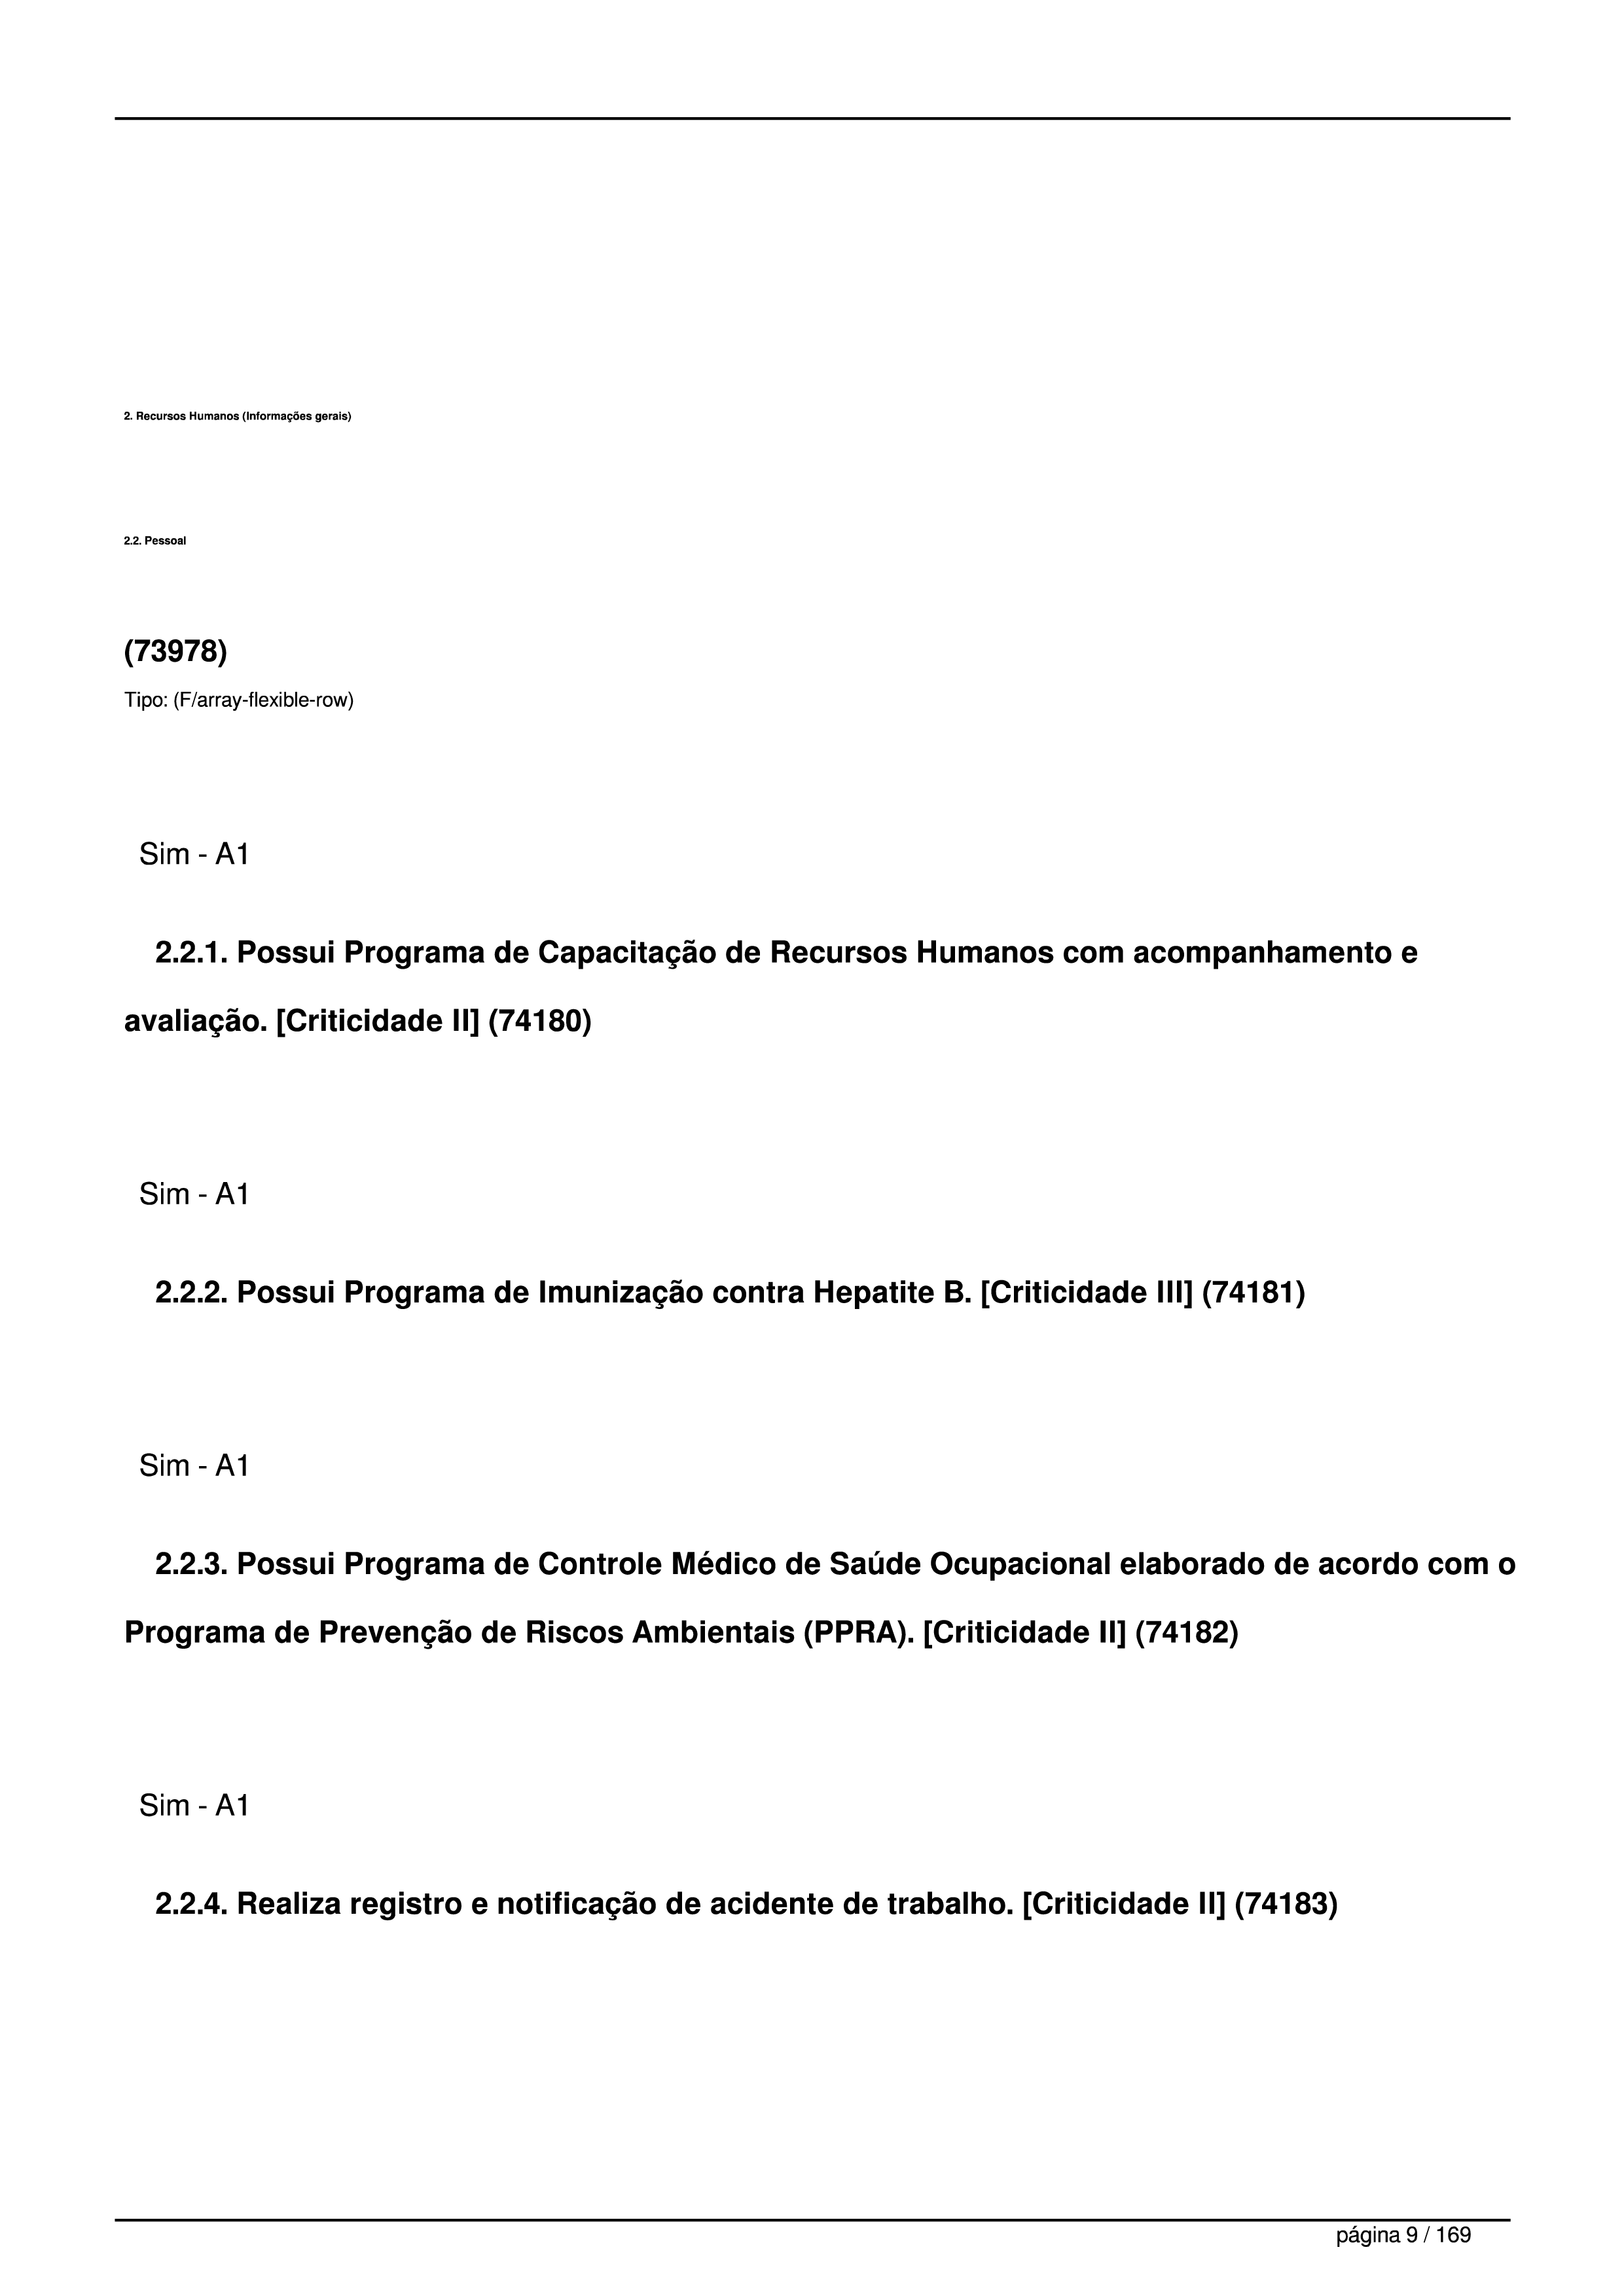 2. Recursos Humanos (Informações gerais)
2.2. Pessoal
(73978)
Tipo: (F/array-flexible-row)
Sim - A1
2.2.1. Possui Programa de Capacitação de Recursos Humanos com acompanhamento e
avaliação. [Criticidade II] (74180)
Sim - A1
2.2.2. Possui Programa de Imunização contra Hepatite B. [Criticidade III] (74181)
Sim - A1
2.2.3. Possui Programa de Controle Médico de Saúde Ocupacional elaborado de acordo com o
Programa de Prevenção de Riscos Ambientais (PPRA). [Criticidade II] (74182)
Sim - A1
2.2.4. Realiza registro e notificação de acidente de trabalho. [Criticidade II] (74183)
página 9 / 169